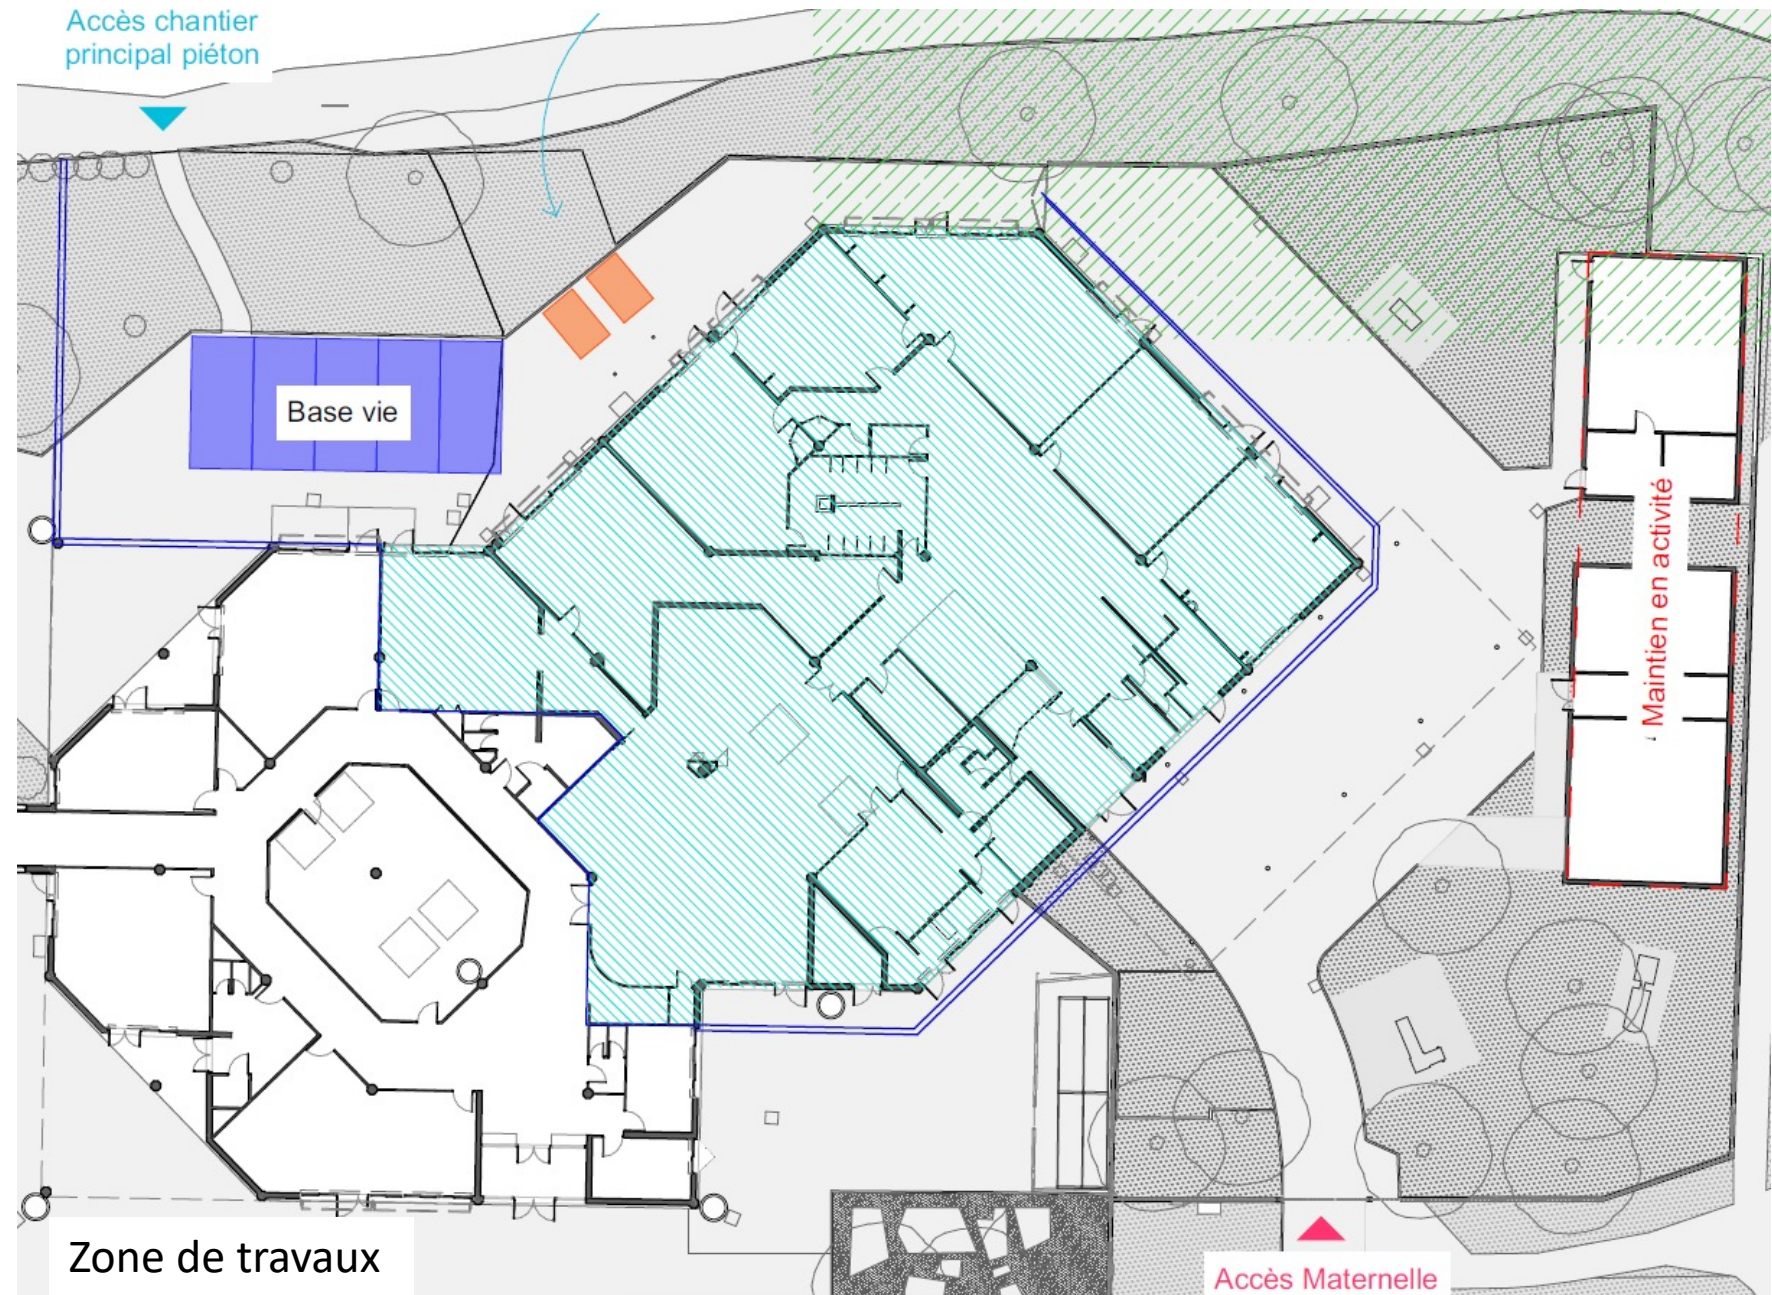 Accès chantier
principal piéton
Base vie
Maintien en activité
Zone de travaux
Accès Maternelle